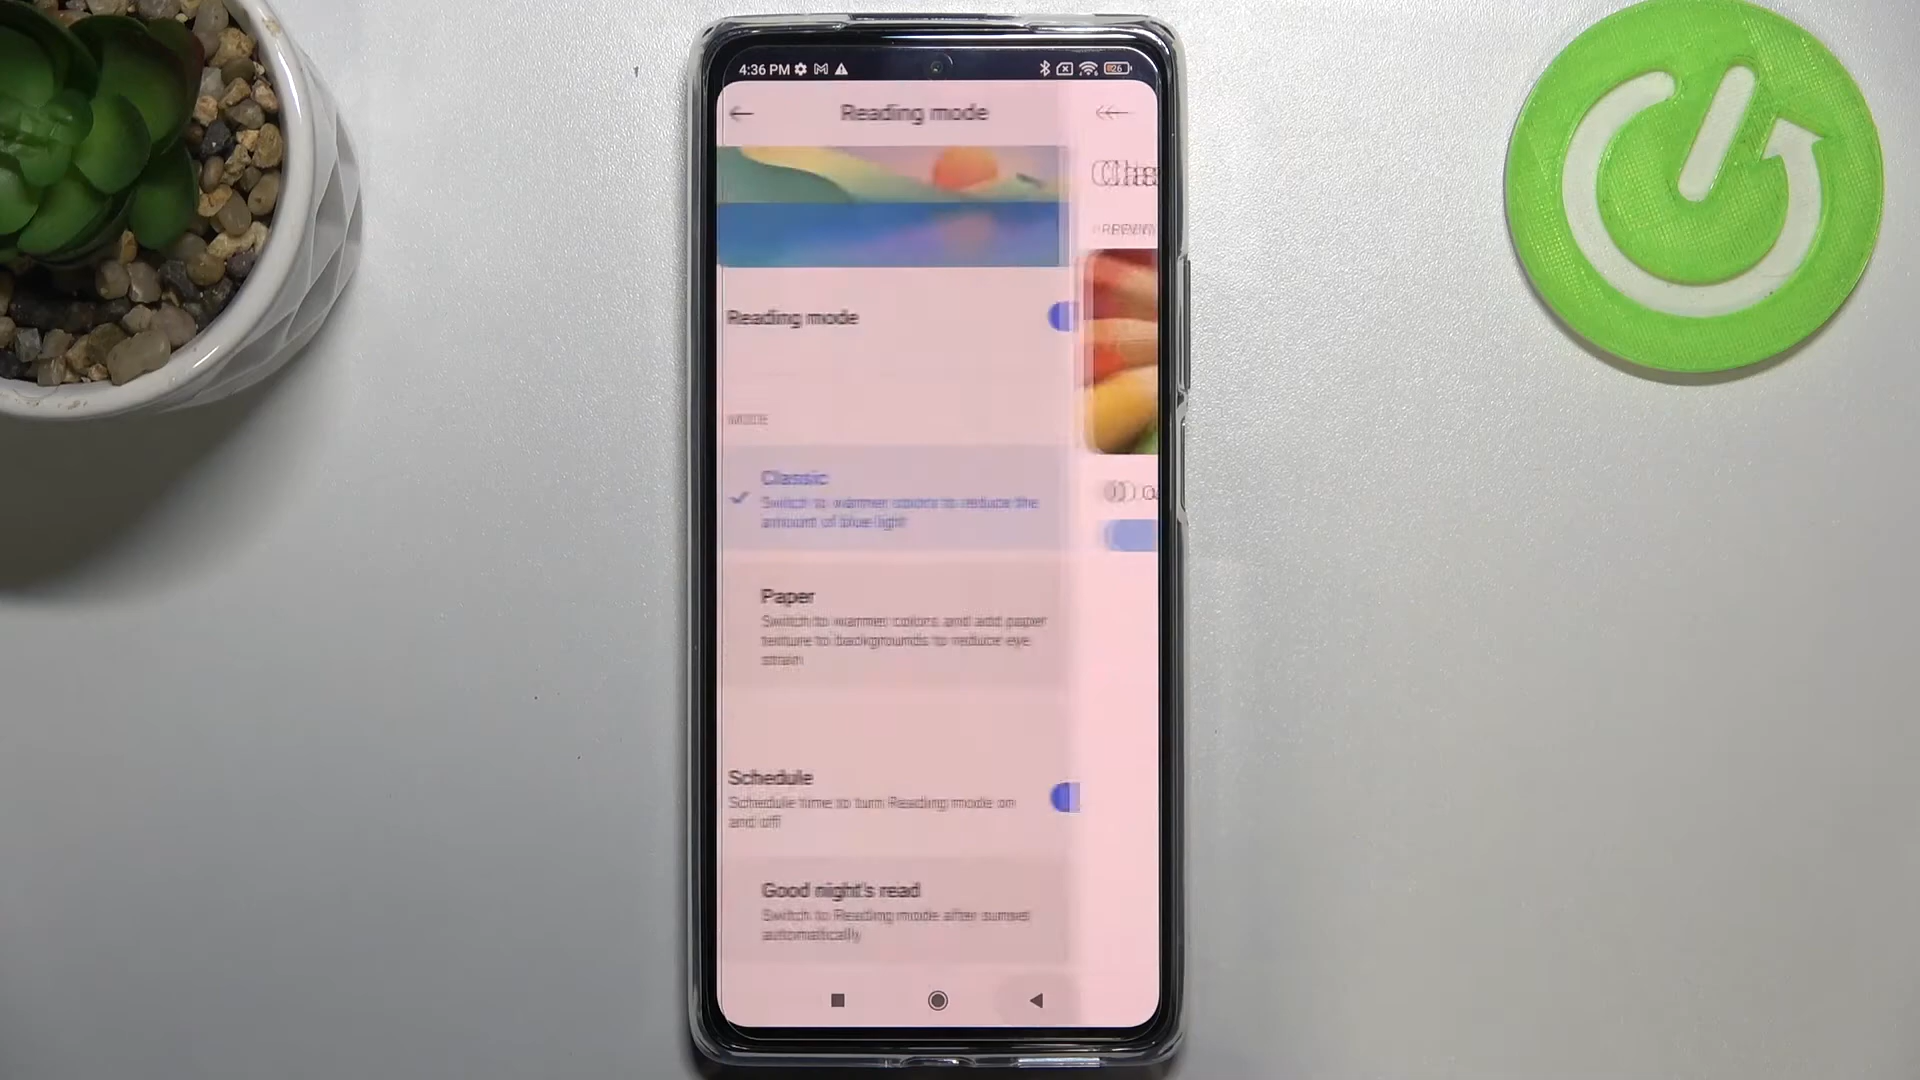 4:36 PM
26
Reading mode
Reading mode
MODE
Classic
Switch to warmer colors to reduce the
amount of blue light
Paper
Switch to warmer colors and add paper
texture to backgrounds to reduce eye
strain
Schedule
Schedule time to turn Reading mode on
and off
Good night's read
Switch to Reading mode after sunset
automatically